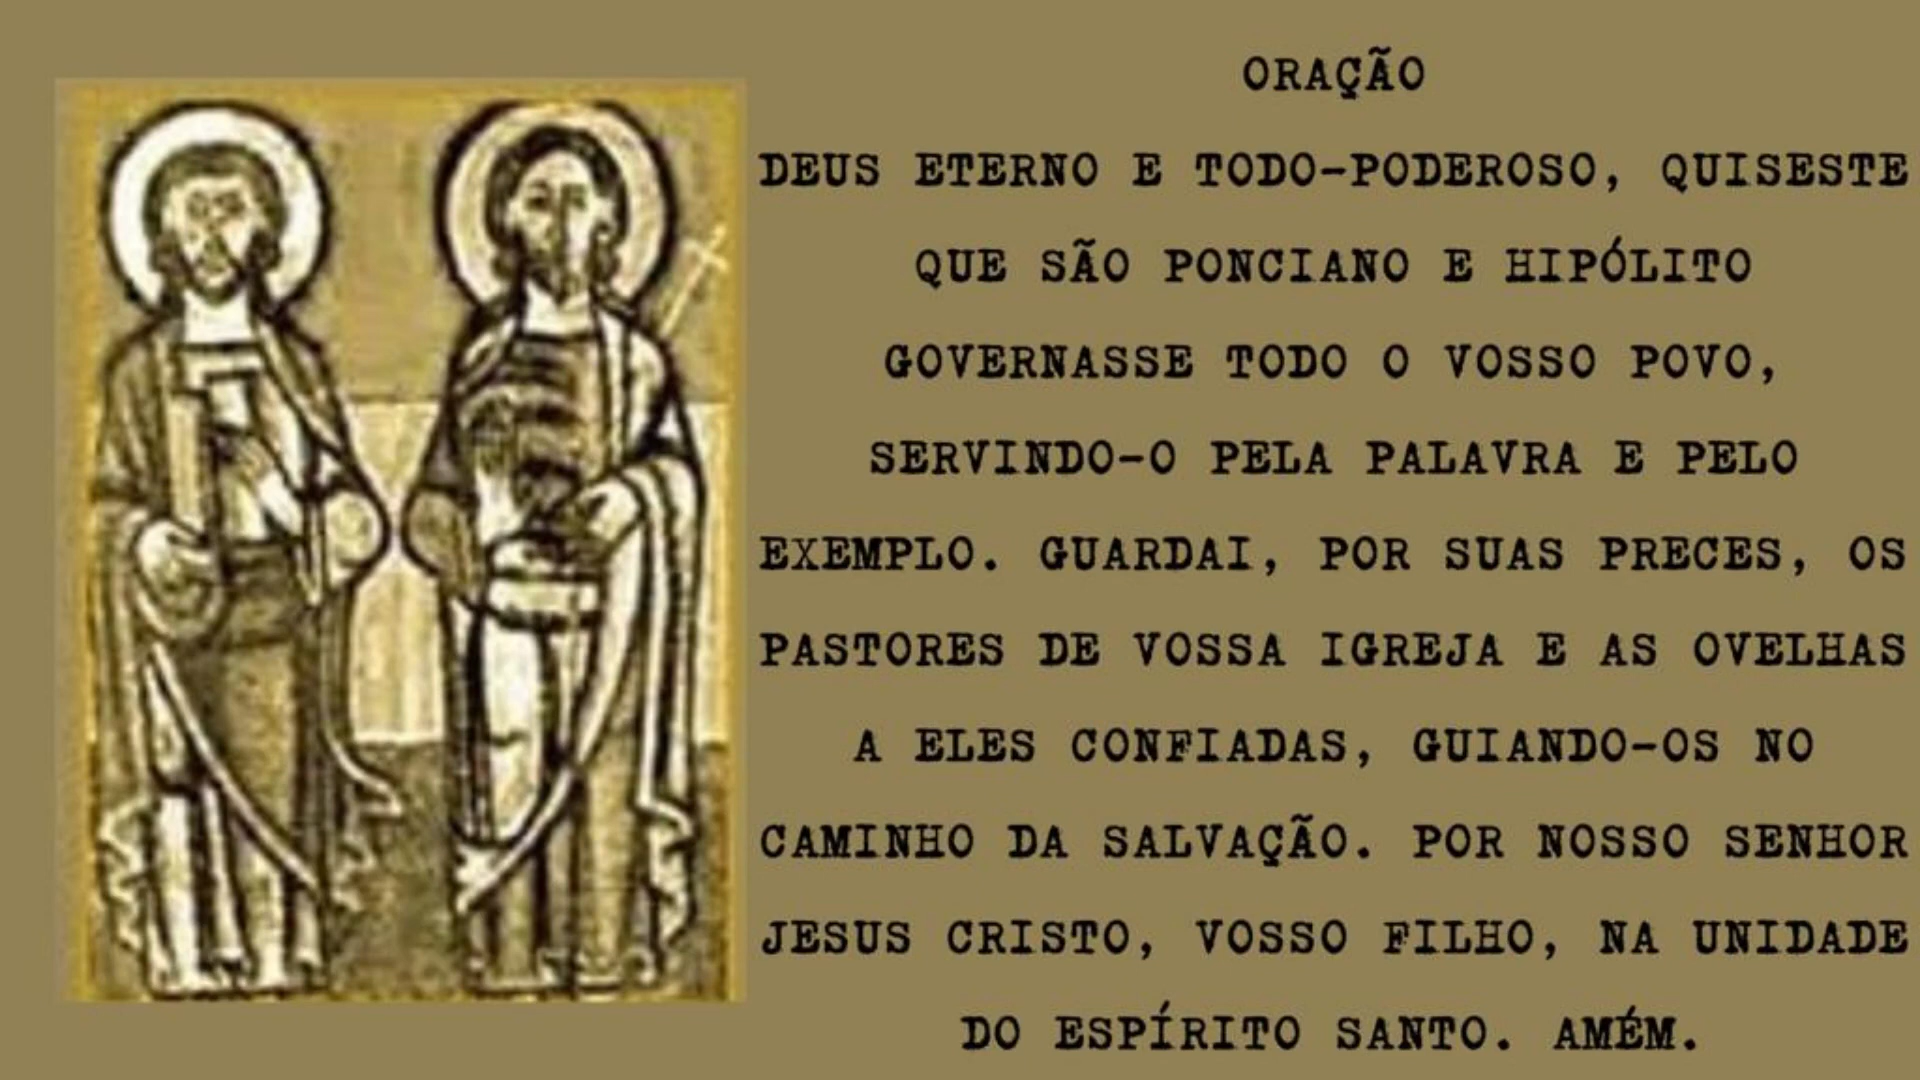 ORAÇÃO
DEUS ETERNO E TODO-PODEROSO, QUISESTE
QUE SÃO PONCIANO E HIPÓLITO
GOVERNASSE TODO O VOSSO POVO,
SERVINDO-O PELA PALAVRA E PELO
EXEMPLO. GUARDAI, POR SUAS PRECES, OS
PASTORES DE VOSSA IGREJA E AS OVELHAS
A ELES CONFIADAS, GUIANDO-OS NO
CAMINHO DA SALVAÇÃO. POR NOSSO SENHOR
JESUS CRISTO, VOSSO FILHO, NA UNIDADE
DO ESPÍRITO SANTO. AMÉM.